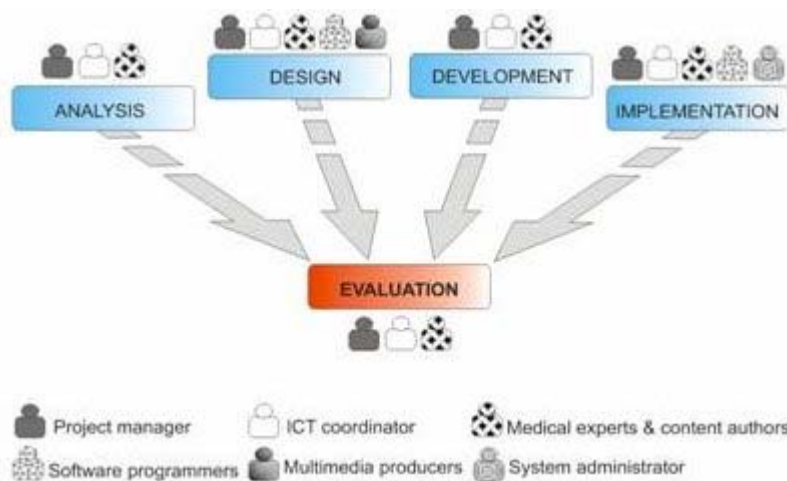 ANALYSIS
DESIGN
DEVELOPMENT
IMPLEMENTATION
EVALUATION
Project manager
ICT coordinator
Medical experts & content authors
Software programmers
Multimedia producers
System administrator